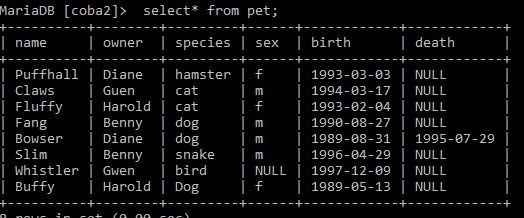 MariaDB [coba2]>  select* from pet;
+-----------+--------+---------+------+------------+------------+
| name      | owner  | species | sex  | birth      | death      |
+-----------+--------+---------+------+------------+------------+
| Puffhall  | Diane  | hamster | f    | 1993-03-03 | NULL       |
| Claws     | Guen   | cat     | m    | 1994-03-17 | NULL       |
| Fluffy    | Harold | cat     | f    | 1993-02-04 | NULL       |
| Fang      | Benny  | dog     | m    | 1990-08-27 | NULL       |
| Bowser    | Diane  | dog     | m    | 1989-08-31 | 1995-07-29 |
| Slim      | Benny  | snake   | m    | 1996-04-29 | NULL       |
| Whistler  | Gwen   | bird    | NULL | 1997-12-09 | NULL       |
| Buffy     | Harold | Dog     | f    | 1989-05-13 | NULL       |
+-----------+--------+---------+------+------------+------------+
8 rows in set (0.00 sec)